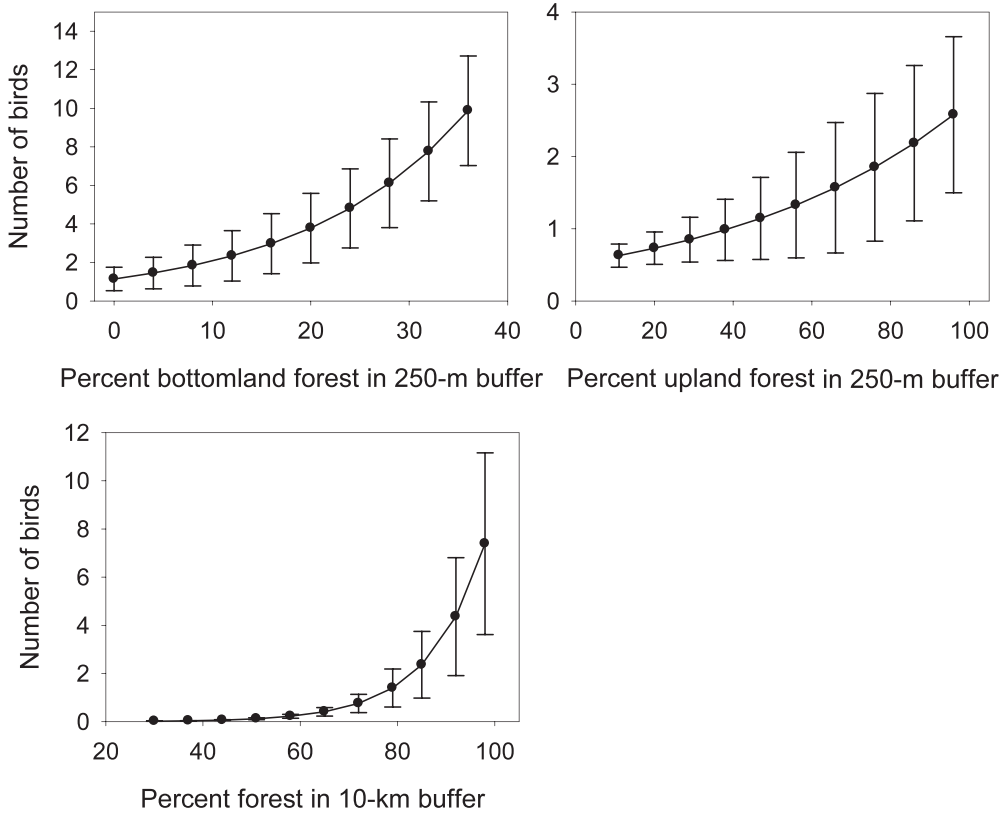 Number of birds
14
12
10
8
6
4
2
0
0 10 20 30 40
Percent bottomland forest in 250-m buffer
4
3
2
1
0
0 20 40 60 80 100
Percent upland forest in 250-m buffer
Number of birds
12
10
8
6
4
2
0
20 40 60 80 100
Percent forest in 10-km buffer